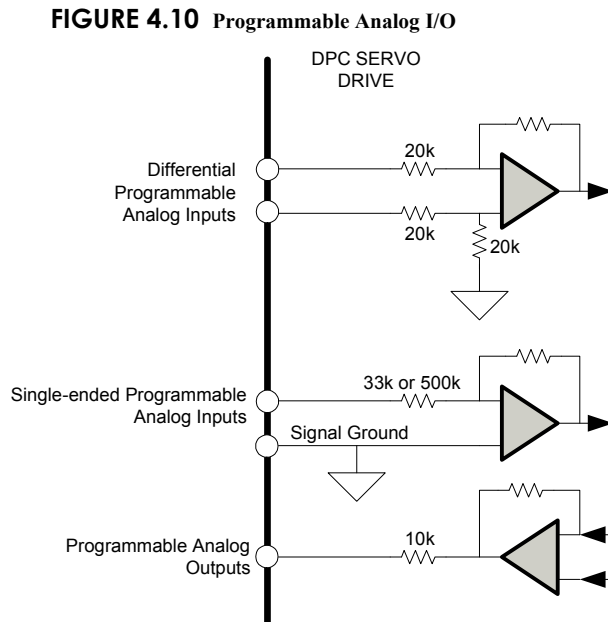 FIGURE 4.10 Programmable Analog I/O
DPC SERVO
DRIVE
Differential
Programmable
Analog Inputs
20k
20k
20k
Single-ended Programmable
Analog Inputs
33k or 500k
Signal Ground
Programmable Analog
Outputs
10k